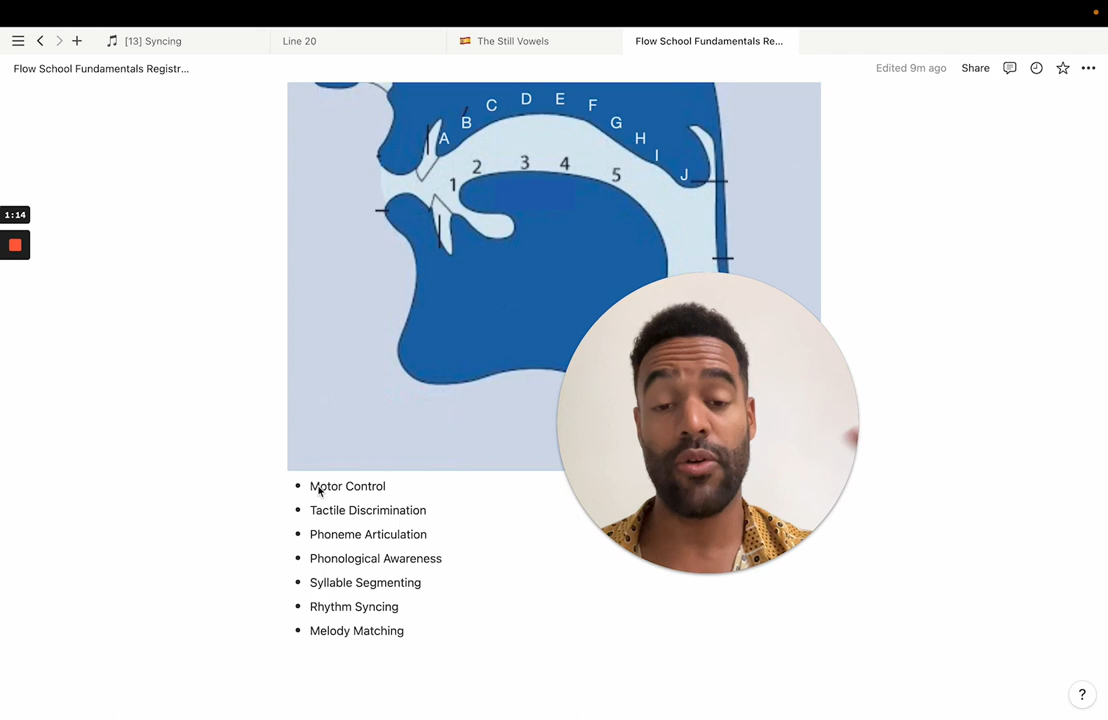 [13] Syncing
Line 20
The Still Vowels
Flow School Fundamentals Re...
Flow School Fundamentals Registr...
Edited 9m ago
Share
A
B
C
D
E
F
G
H
I
J
1
2
3
4
5
1:14
Motor Control
Tactile Discrimination
Phoneme Articulation
Phonological Awareness
Syllable Segmenting
Rhythm Syncing
Melody Matching
?